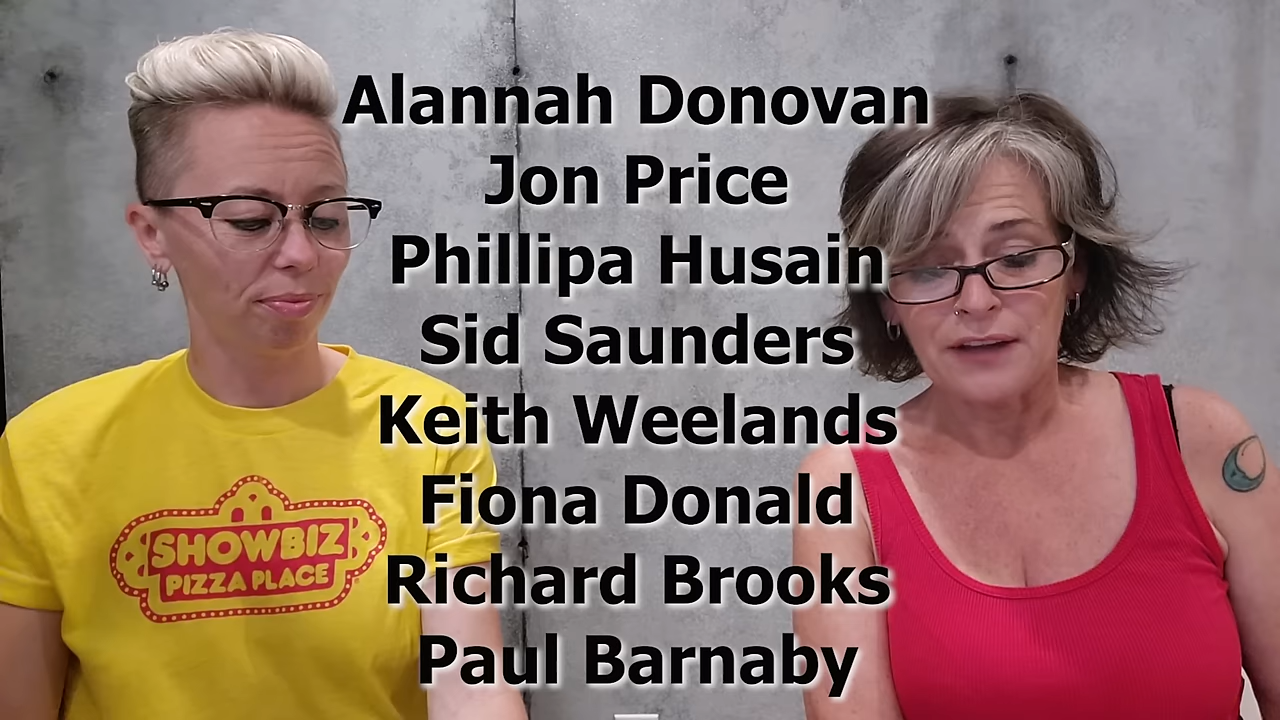 Alannah Donovan
Jon Price
Phillipa Husain
Sid Saunders
Keith Weelands
Fiona Donald
Richard Brooks
Paul Barnaby
SHOWBIZ
PIZZA PLACE